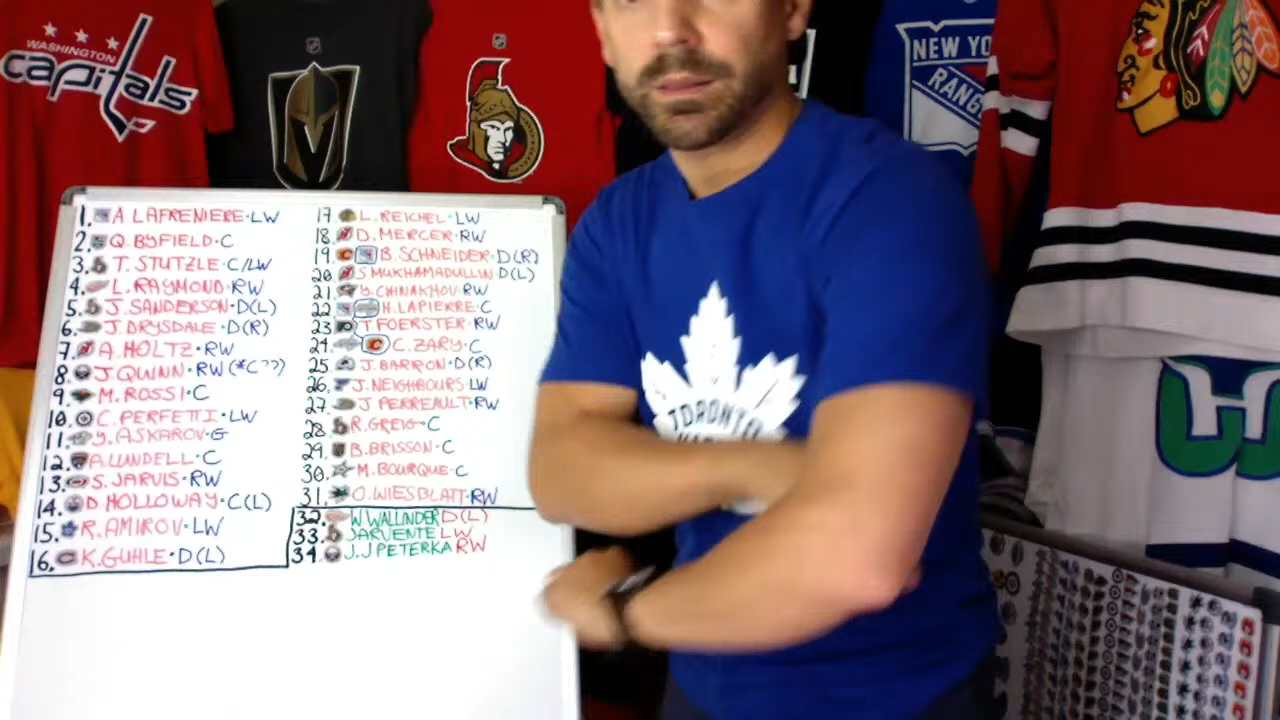 WASHINGTON
capitals
NEW YO
RANG
1. A LAFRENIERE·LW
2. Q. BYFIELD·C
3. T. STUTZLE·C/LW
4. L. RAYMOND·RW
5. J. SANDERSON·D(L)
6. J. DRYSDALE·D(R)
7. A. HOLTZ·RW
8. J. QUINN·RW(*C??)
9. M. ROSSI·C
10. C. PERFETTI·LW
11. Y. ASKAROV·G
12. A LUNDELL·C
13. S. JARVIS·RW
14. D. HOLLOWAY·C(L)
15. R. AMIROV·LW
16. K. GUHLE·D(L)
17. L. REICHEL·LW
18. D. MERCER·RW
19. B. SCHNEIDER·D(R)
20. S MUKHAMADULLIN D(L)
21. Y. CHINAKHOV·RW
22. H. LAPIERRE·C
23. T FOERSTER·RW
24. C. ZARY·C
25. J. BARRON·D(R)
26. J. NEIGHBOURS·LW
27. J PERREAULT·RW
28. R. GREIG·C
29. B. BRISSON·C
30. M. BOURQUE·C
31. O. WIESBLATT·RW
32. W WALLINDER D(L)
33. JARVENTE LW
34. J.J PETERKA RW
TORONTO